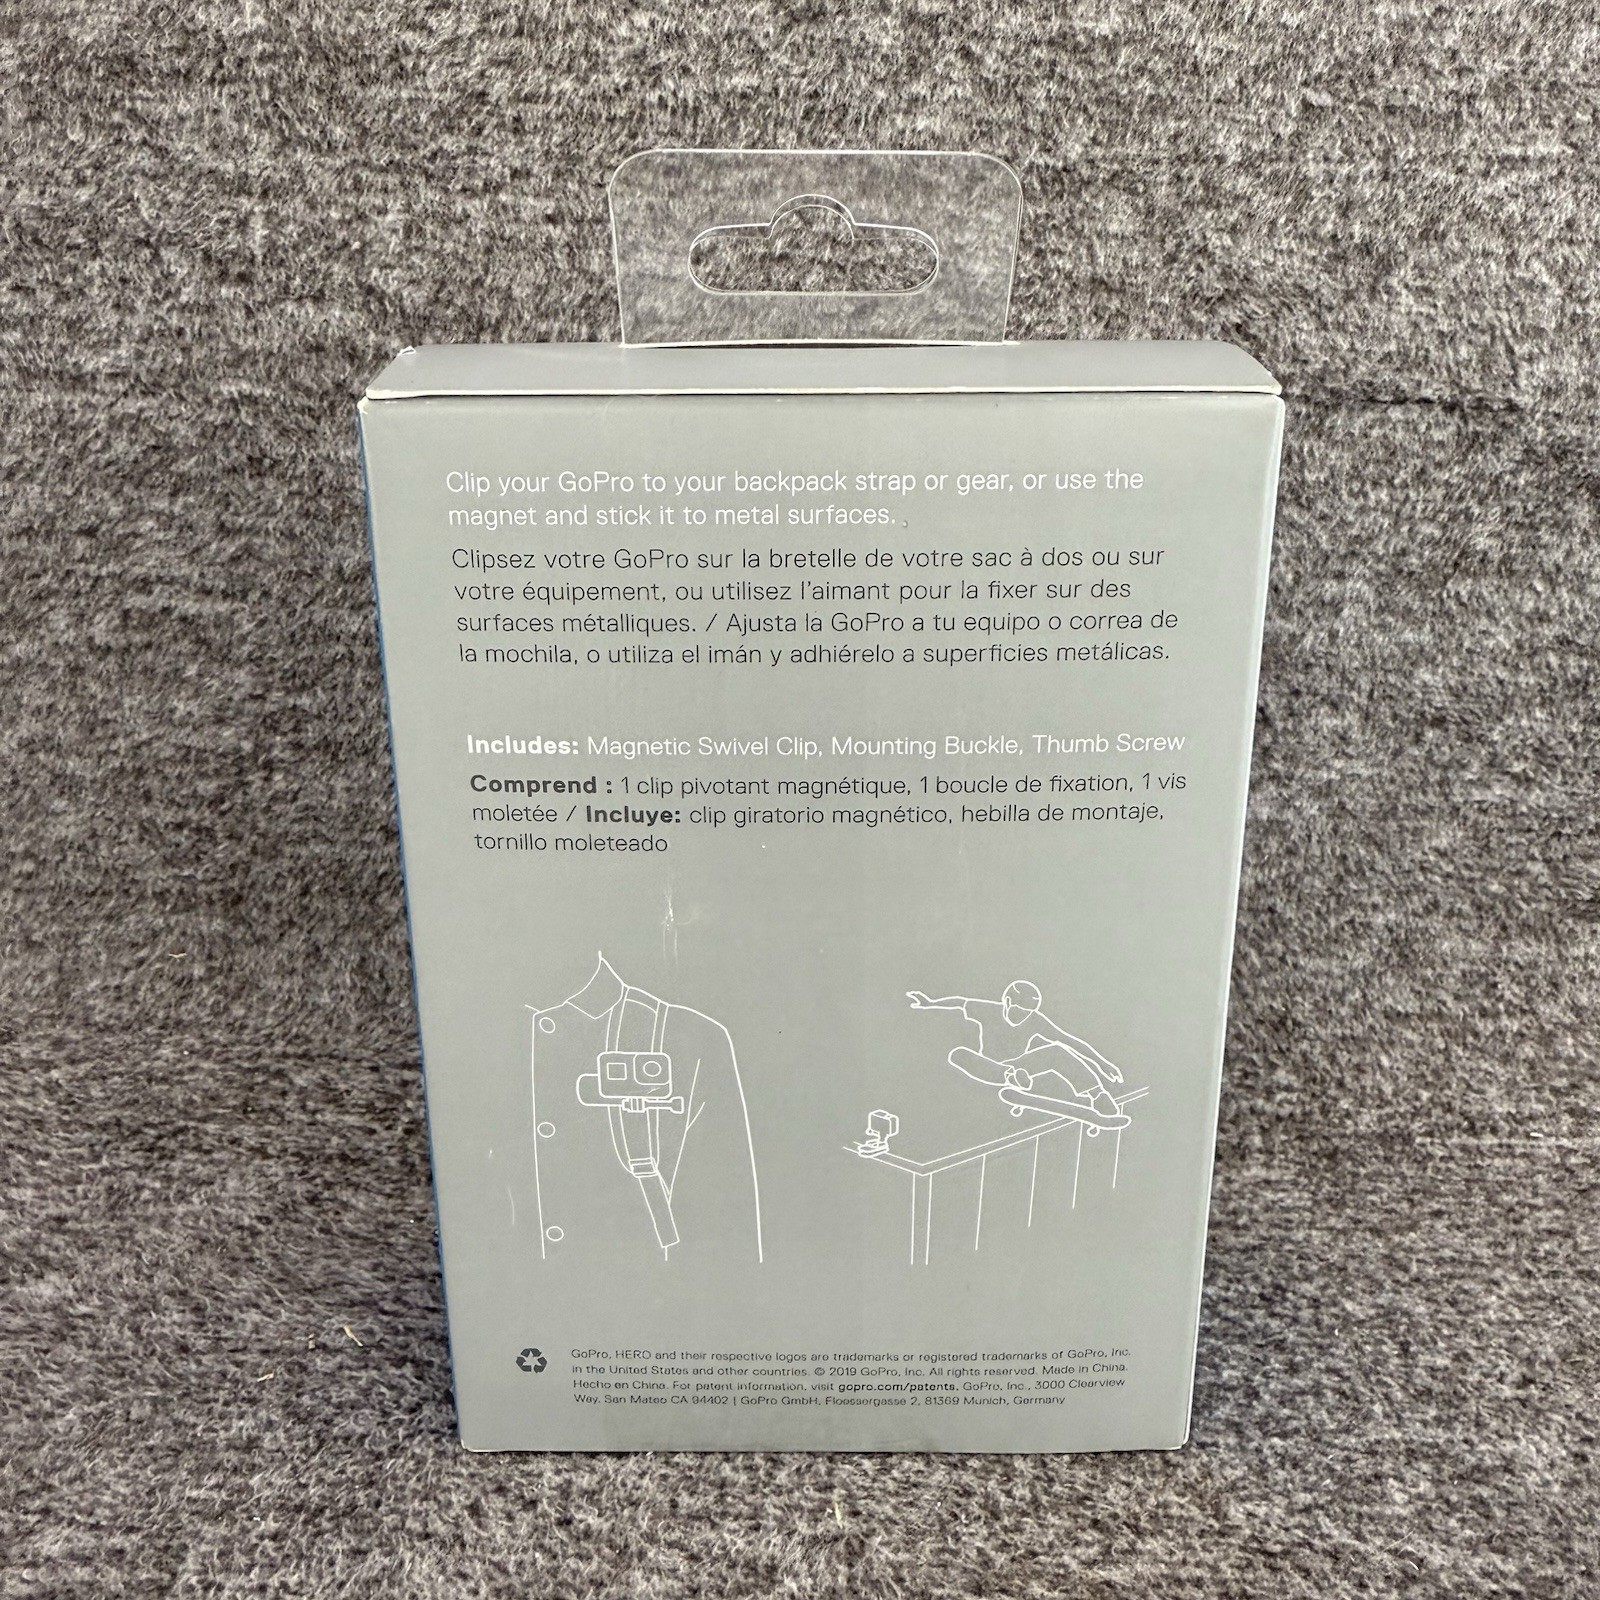 Clip your GoPro to your backpack strap or gear, or use the
magnet and stick it to metal surfaces.
Clipsez votre GoPro sur la bretelle de votre sac à dos ou sur
votre équipement, ou utilisez l'aimant pour la fixer sur des
surfaces métalliques. / Ajusta la GoPro a tu equipo o correa de
la mochila, o utiliza el imán y adhiérelo a superficies metálicas.
Includes: Magnetic Swivel Clip, Mounting Buckle, Thumb Screw
Comprend : 1 clip pivotant magnétique, 1 boucle de fixation, 1 vis
moletée / Incluye: clip giratorio magnético, hebilla de montaje,
tornillo moleteado
GoPro, HERO and their respective logos are trademarks or registered trademarks of GoPro, Inc.
in the United States and other countries. © 2019 GoPro, Inc. All rights reserved. Made in China.
Hecho en China. For patent information, visit gopro.com/patents. GoPro, Inc., 3000 Clearview
Way, San Mateo CA 94402 | GoPro GmbH, Floessergasse 2, 81369 Munich, Germany